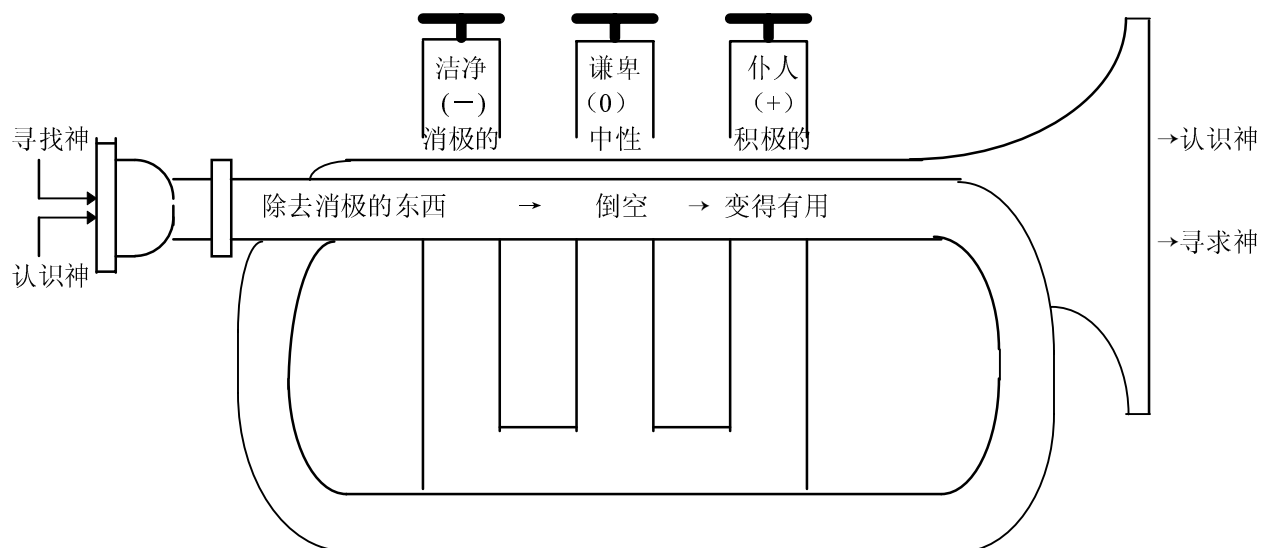 洁净
(－)
消极的
谦卑
（0）
中性
仆人
（+）
积极的
寻找神
认识神
除去消极的东西 → 倒空 → 变得有用
→认识神
→寻求神